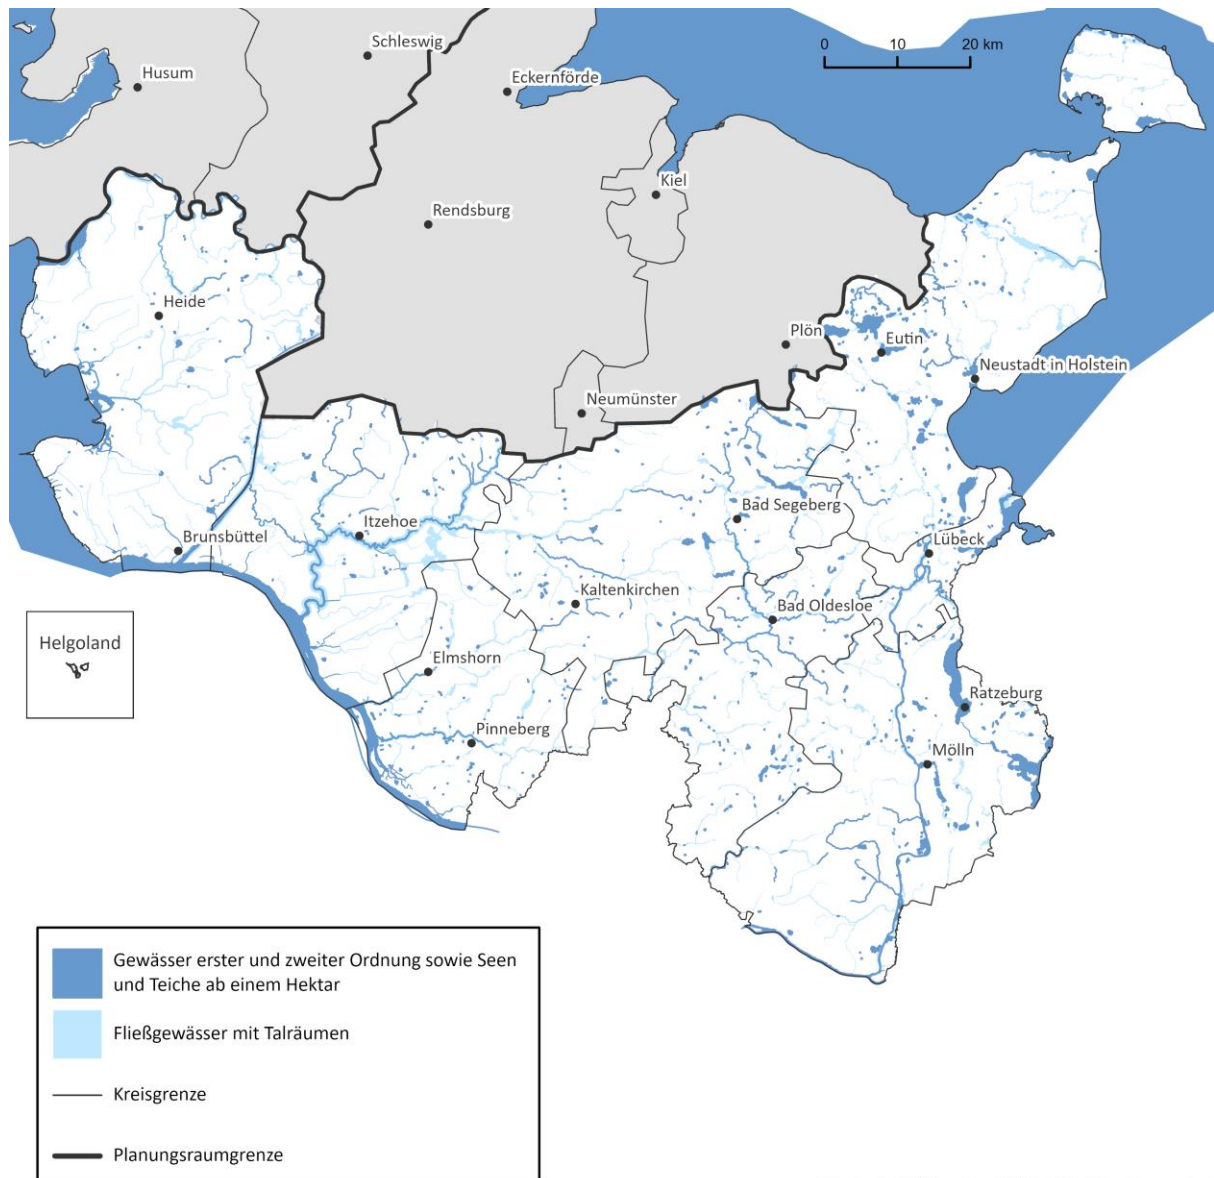 Schleswig
Husum
Eckernförde
0 10 20 km
Kiel
Rendsburg
Heide
Plön
Eutin
Neustadt in Holstein
Neumünster
Bad Segeberg
Itzehoe
Brunsbüttel
Lübeck
Kaltenkirchen
Bad Oldesloe
Helgoland
Elmshorn
Ratzeburg
Pinneberg
Mölln
Gewässer erster und zweiter Ordnung sowie Seen
und Teiche ab einem Hektar
Fließgewässer mit Talräumen
Kreisgrenze
Planungsraumgrenze